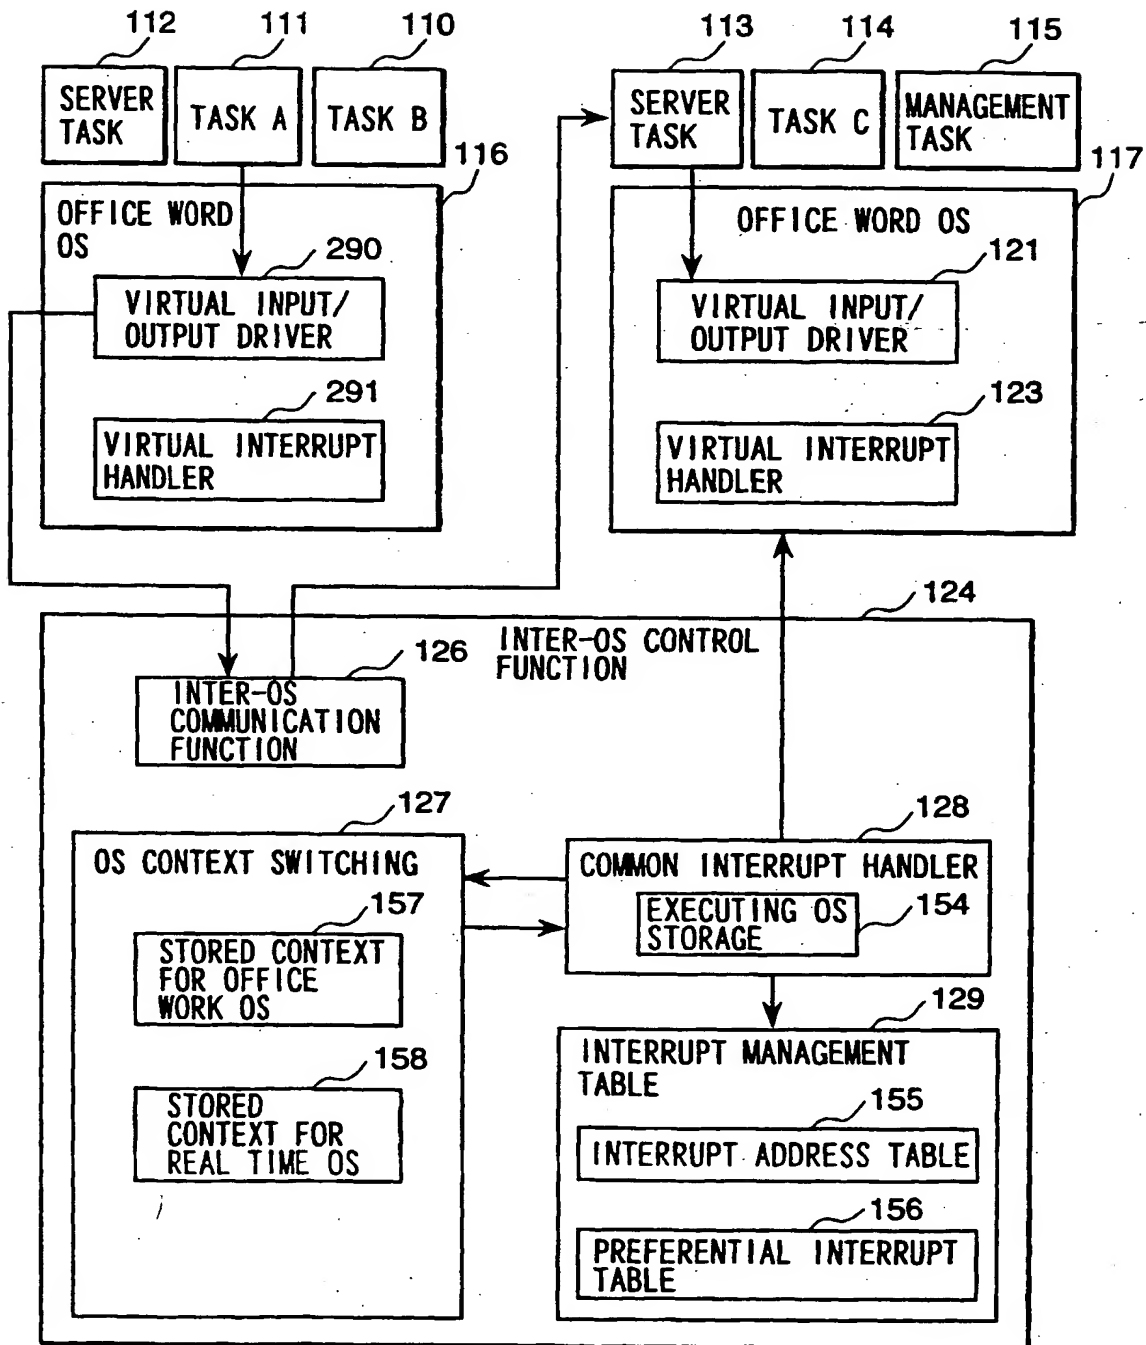 112
111
110
113
114
115
SERVER
TASK
TASK A
TASK B
SERVER
TASK
TASK C
MANAGEMENT
TASK
116
117
OFFICE WORD
OS
290
VIRTUAL INPUT/
OUTPUT DRIVER
291
VIRTUAL INTERRUPT
HANDLER
OFFICE WORD OS
121
VIRTUAL INPUT/
OUTPUT DRIVER
123
VIRTUAL INTERRUPT
HANDLER
124
INTER-OS CONTROL
FUNCTION
126
INTER-OS
COMMUNICATION
FUNCTION
127
OS CONTEXT SWITCHING
157
STORED CONTEXT
FOR OFFICE
WORK OS
158
STORED
CONTEXT FOR
REAL TIME OS
128
COMMON INTERRUPT HANDLER
EXECUTING OS
STORAGE
154
129
INTERRUPT MANAGEMENT
TABLE
155
INTERRUPT ADDRESS TABLE
156
PREFERENTIAL INTERRUPT
TABLE